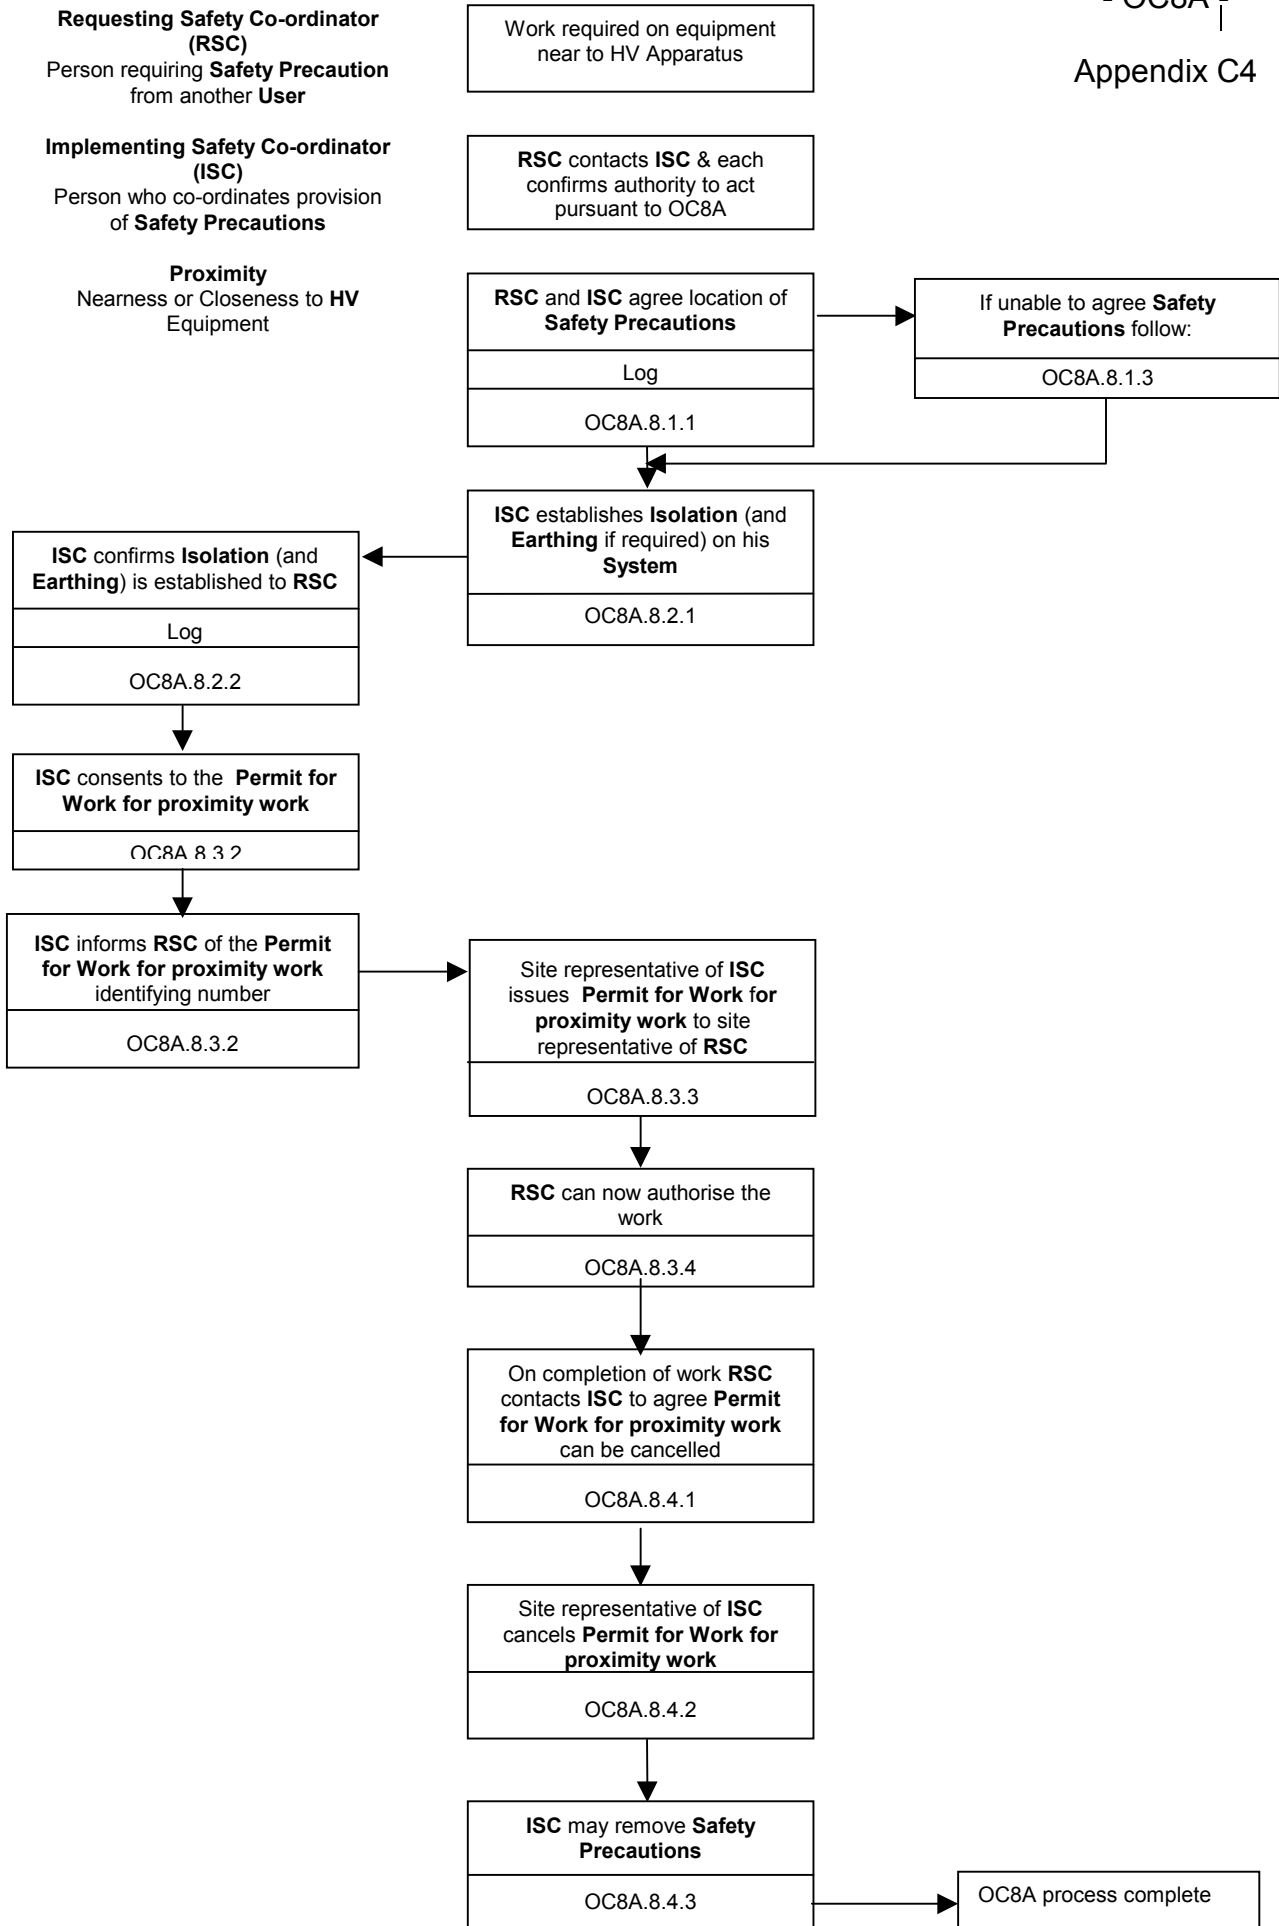 - OC8A -
Appendix C4
Requesting Safety Co-ordinator
(RSC)
Person requiring Safety Precaution
from another User
Implementing Safety Co-ordinator
(ISC)
Person who co-ordinates provision
of Safety Precautions
Proximity
Nearness or Closeness to HV
Equipment
Work required on equipment
near to HV Apparatus
RSC contacts ISC & each
confirms authority to act
pursuant to OC8A
RSC and ISC agree location of
Safety Precautions
Log
OC8A.8.1.1
If unable to agree Safety
Precautions follow:
OC8A.8.1.3
ISC establishes Isolation (and
Earthing if required) on his
System
OC8A.8.2.1
ISC confirms Isolation (and
Earthing) is established to RSC
Log
OC8A.8.2.2
ISC consents to the Permit for
Work for proximity work
OC8A.8.3.2
ISC informs RSC of the Permit
for Work for proximity work
identifying number
OC8A.8.3.2
Site representative of ISC
issues Permit for Work for
proximity work to site
representative of RSC
OC8A.8.3.3
RSC can now authorise the
work
OC8A.8.3.4
On completion of work RSC
contacts ISC to agree Permit
for Work for proximity work
can be cancelled
OC8A.8.4.1
Site representative of ISC
cancels Permit for Work for
proximity work
OC8A.8.4.2
ISC may remove Safety
Precautions
OC8A.8.4.3
OC8A process complete